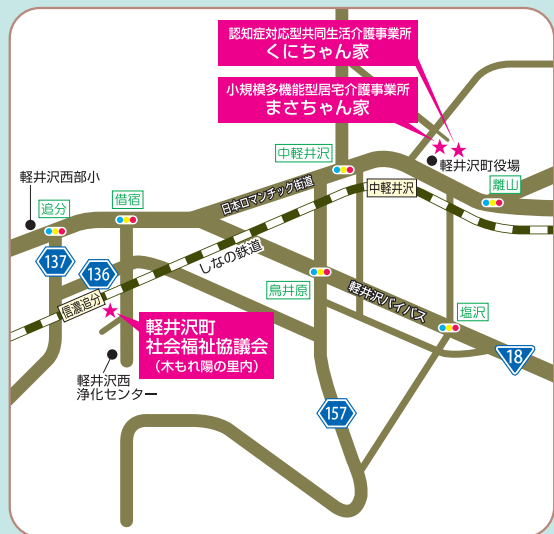 認知症対応型共同生活介護事業所
くにちゃん家
小規模多機能型居宅介護事業所
まさちゃん家
中軽井沢
軽井沢町役場
軽井沢西部小
借宿
日本ロマンチック街道
中軽井沢
離山
追分
137
136
しなの鉄道
鳥井原
軽井沢バイパス
塩沢
信濃追分
軽井沢町
社会福祉協議会
（木もれ陽の里内）
18
軽井沢西
浄化センター
157